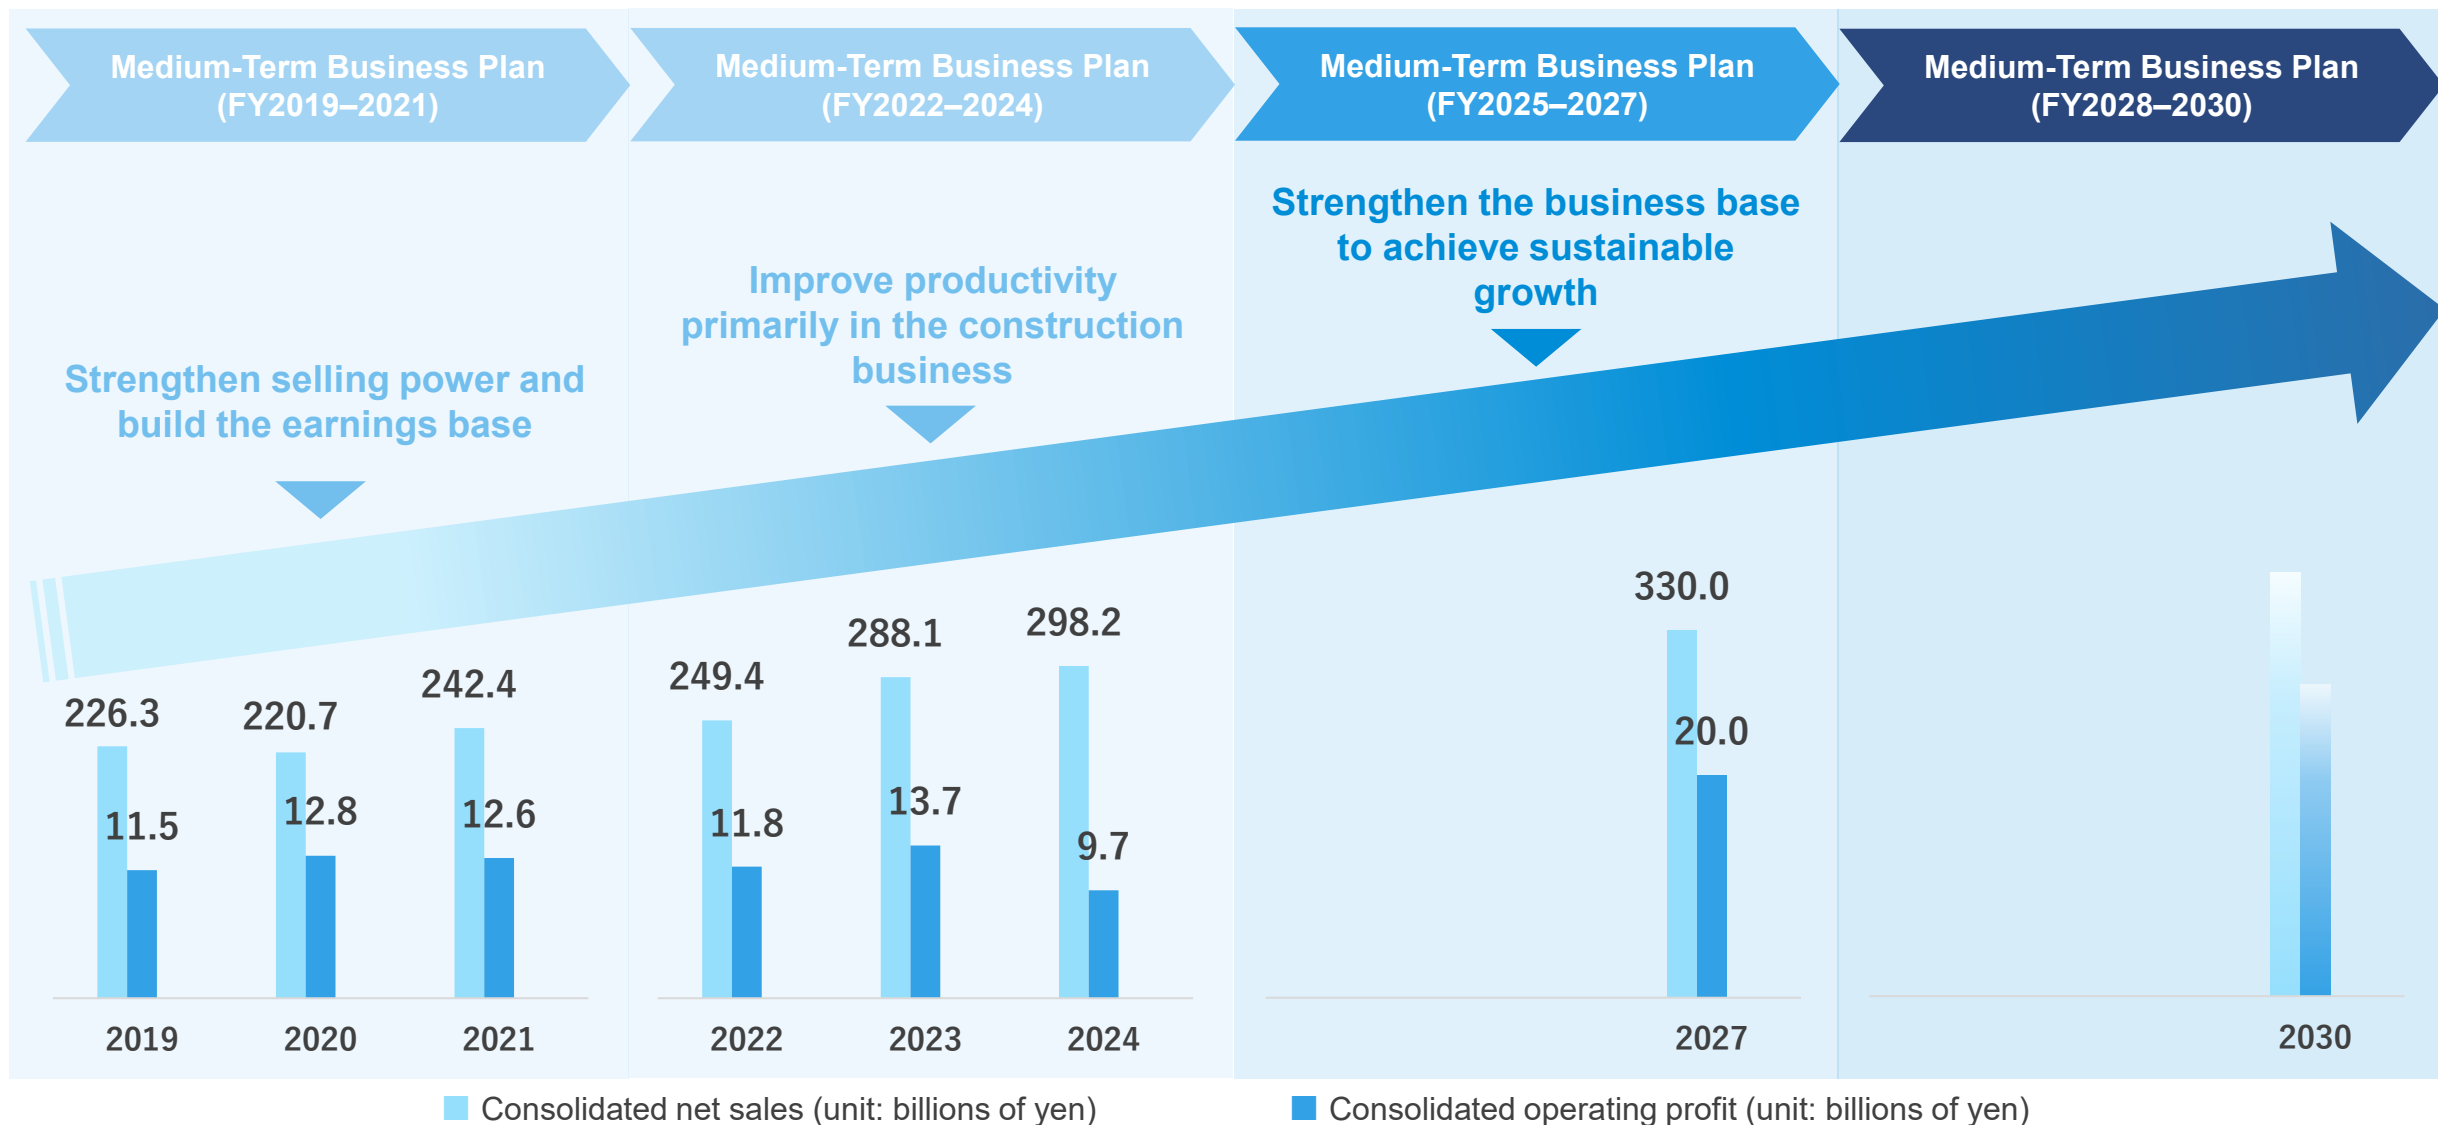 Medium-Term Business Plan
(FY2019–2021)
Medium-Term Business Plan
(FY2022–2024)
Medium-Term Business Plan
(FY2025–2027)
Medium-Term Business Plan
(FY2028–2030)
Strengthen selling power and
build the earnings base
Improve productivity
primarily in the construction
business
Strengthen the business base
to achieve sustainable
growth
226.3
11.5
220.7
12.8
242.4
12.6
249.4
11.8
288.1
13.7
298.2
9.7
330.0
20.0
2019
2020
2021
2022
2023
2024
2027
2030
Consolidated net sales (unit: billions of yen)
Consolidated operating profit (unit: billions of yen)